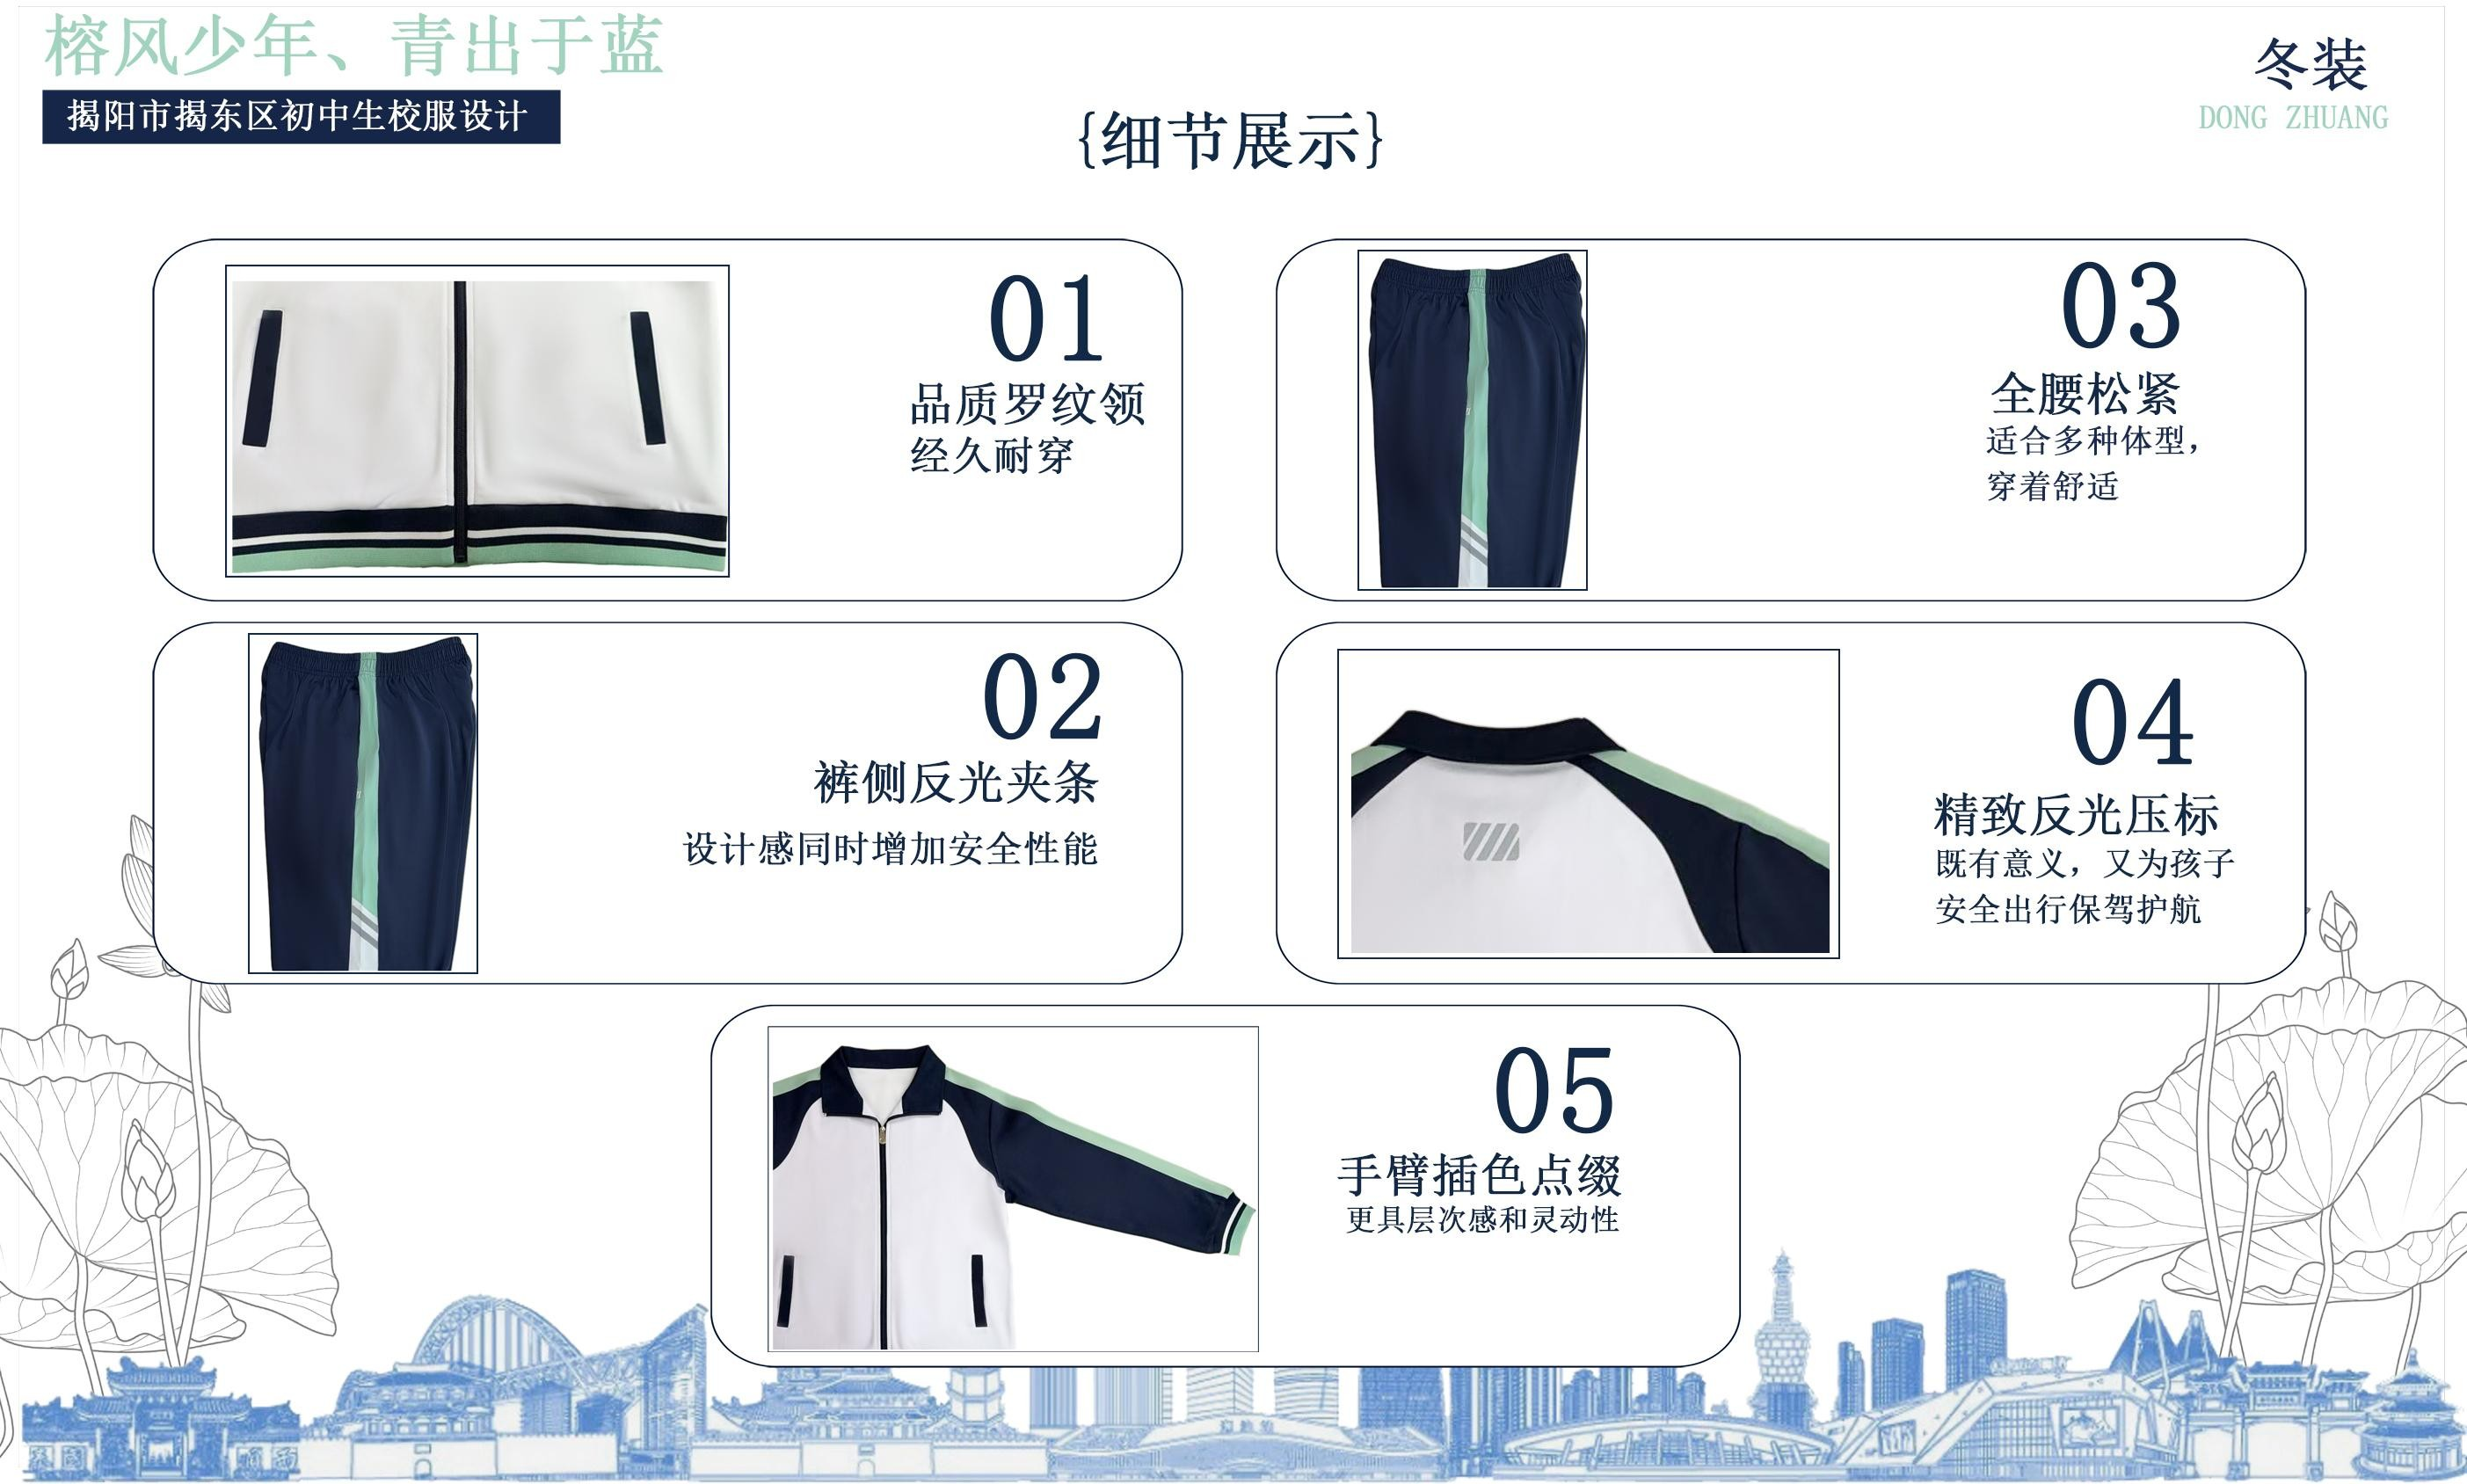 榕风少年、青出于蓝
揭阳市揭东区初中生校服设计
冬装
DONG ZHUANG
{细节展示}
01
品质罗纹领
经久耐穿
02
裤侧反光夹条
设计感同时增加安全性能
03
全腰松紧
适合多种体型，
穿着舒适
04
精致反光压标
既有意义，又为孩子
安全出行保驾护航
05
手臂插色点缀
更具层次感和灵动性